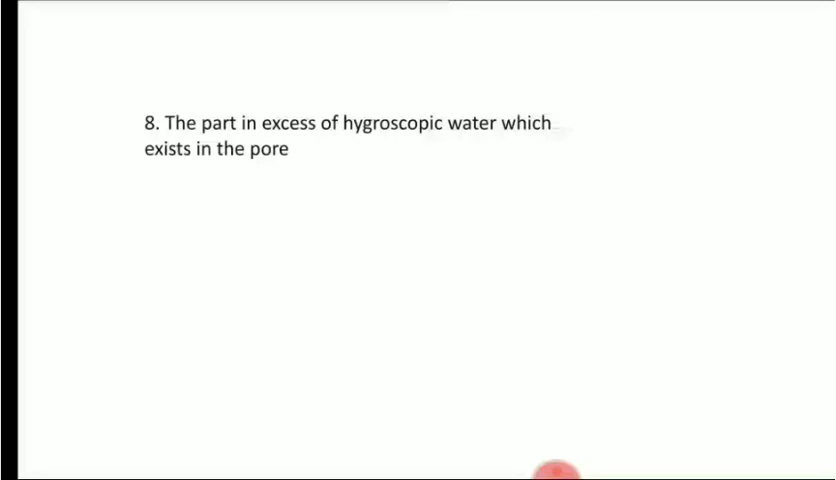 8. The part in excess of hygroscopic water which
exists in the pore